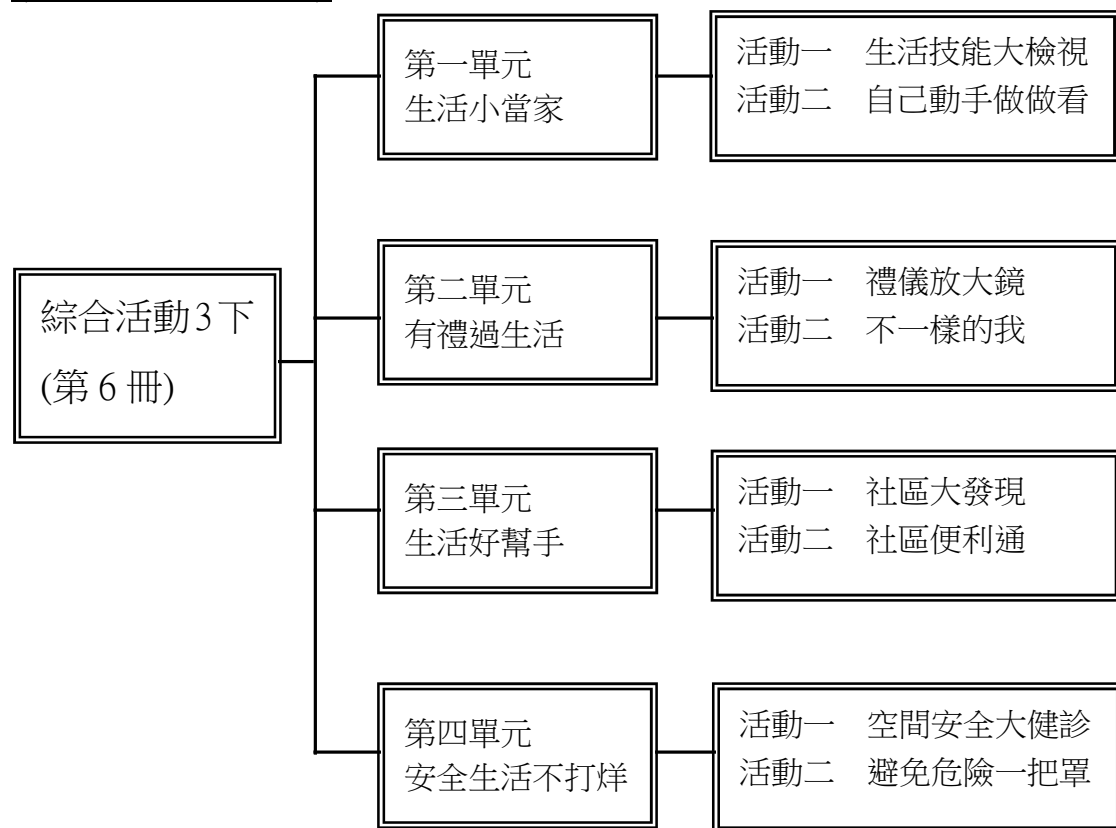 綜合活動3下
(第6冊)
第一單元
生活小當家
活動一　生活技能大檢視
活動二　自己動手做做看
第二單元
有禮過生活
活動一　禮儀放大鏡
活動二　不一樣的我
第三單元
生活好幫手
活動一　社區大發現
活動二　社區便利通
第四單元
安全生活不打烊
活動一　空間安全大健診
活動二　避免危險一把罩